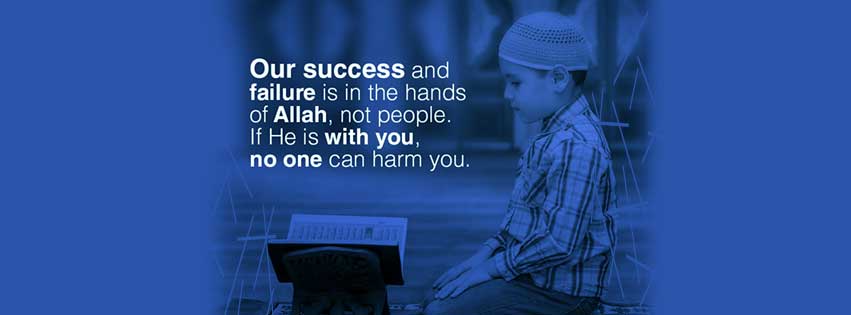 Our success and
failure is in the hands
of Allah, not people.
If He is with you,
no one can harm you.